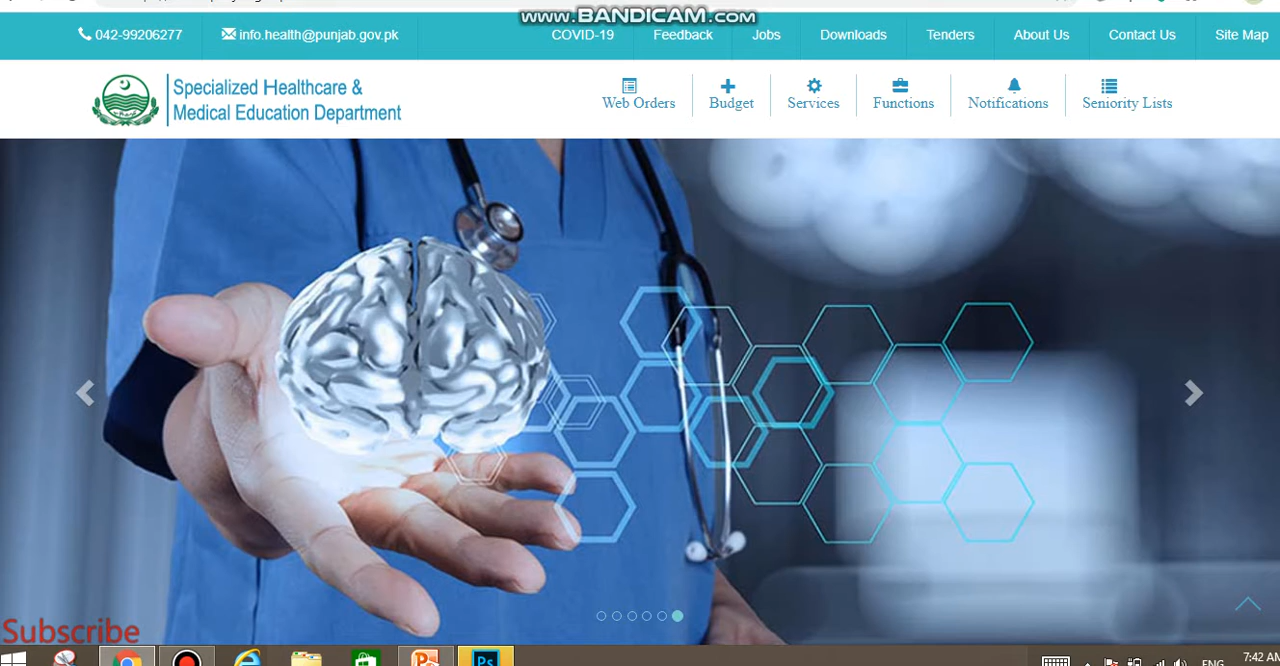 www.BANDICAM.com
042-99206277 info.health@punjab.gov.pk COVID-19 Feedback Jobs Downloads Tenders About Us Contact Us Site Map
Specialized Healthcare &
Medical Education Department
Web Orders Budget Services Functions Notifications Seniority Lists
Subscribe
Ps
7:42 AM
ENG